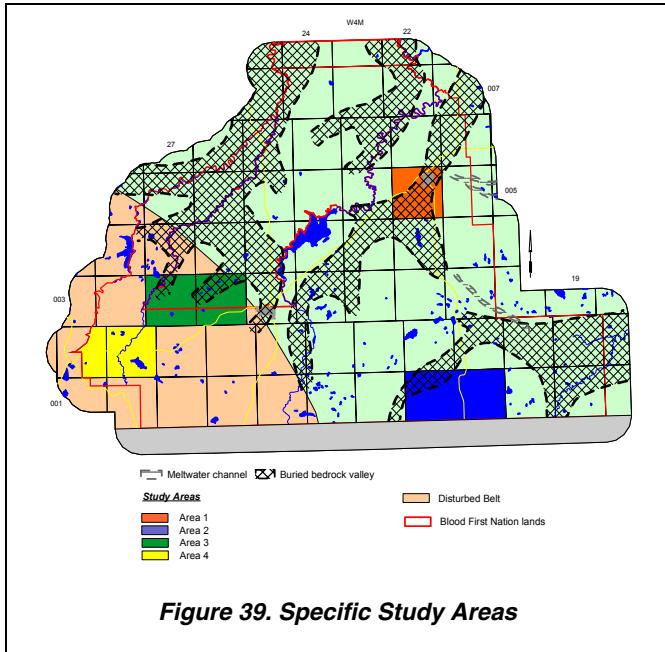 W4M
24
22
007
27
005
19
003
001
Meltwater channel Buried bedrock valley
Study Areas
Disturbed Belt
Area 1
Blood First Nation lands
Area 2
Area 3
Area 4
Figure 39. Specific Study Areas